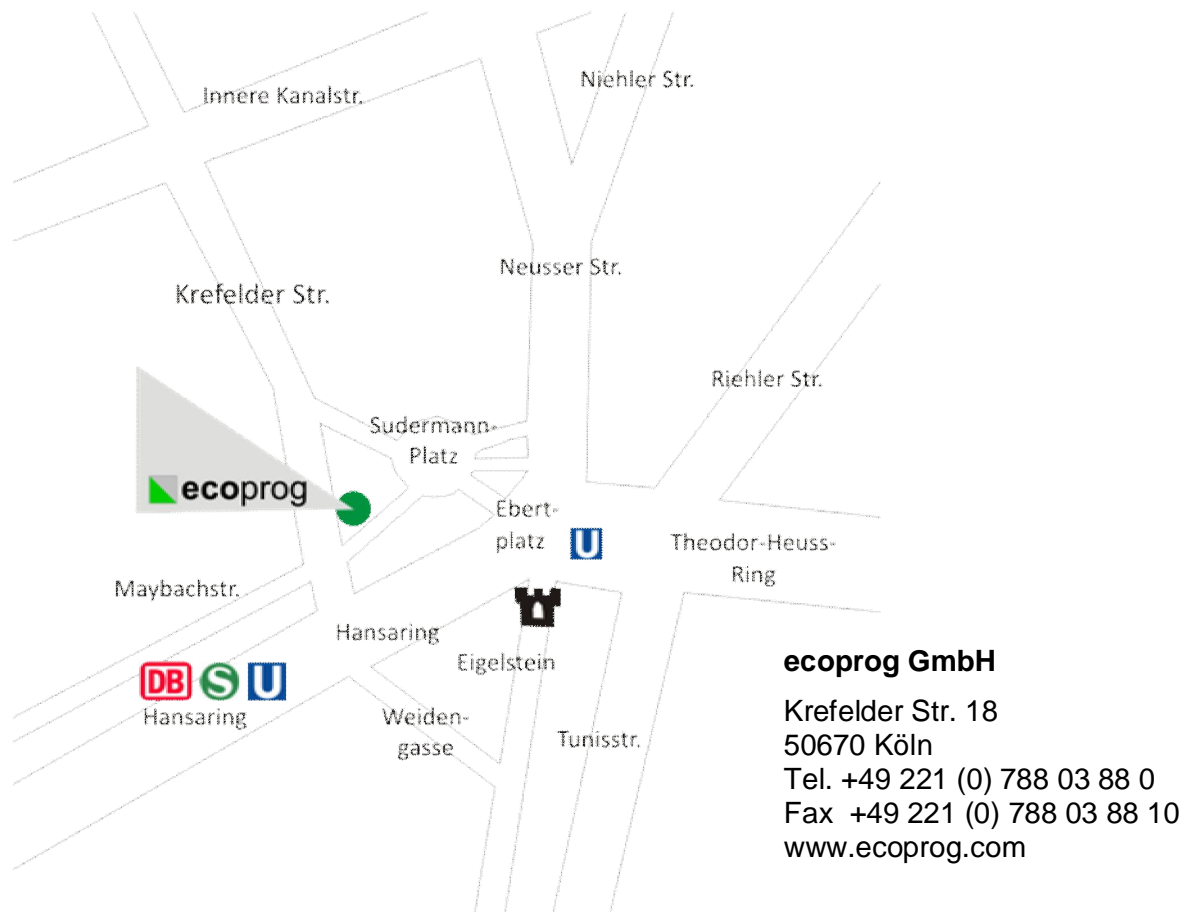 Niehler Str.
Innere Kanalstr.
Neusser Str.
Krefelder Str.
Riehler Str.
Sudermann-
Platz
ecoprog
Ebert-
platz
U
Theodor-Heuss-
Ring
Maybachstr.
Hansaring
Eigelstein
DB S U
Hansaring
Weiden-
gasse
Tunisstr.
ecoprog GmbH
Krefelder Str. 18
50670 Köln
Tel. +49 221 (0) 788 03 88 0
Fax +49 221 (0) 788 03 88 10
www.ecoprog.com